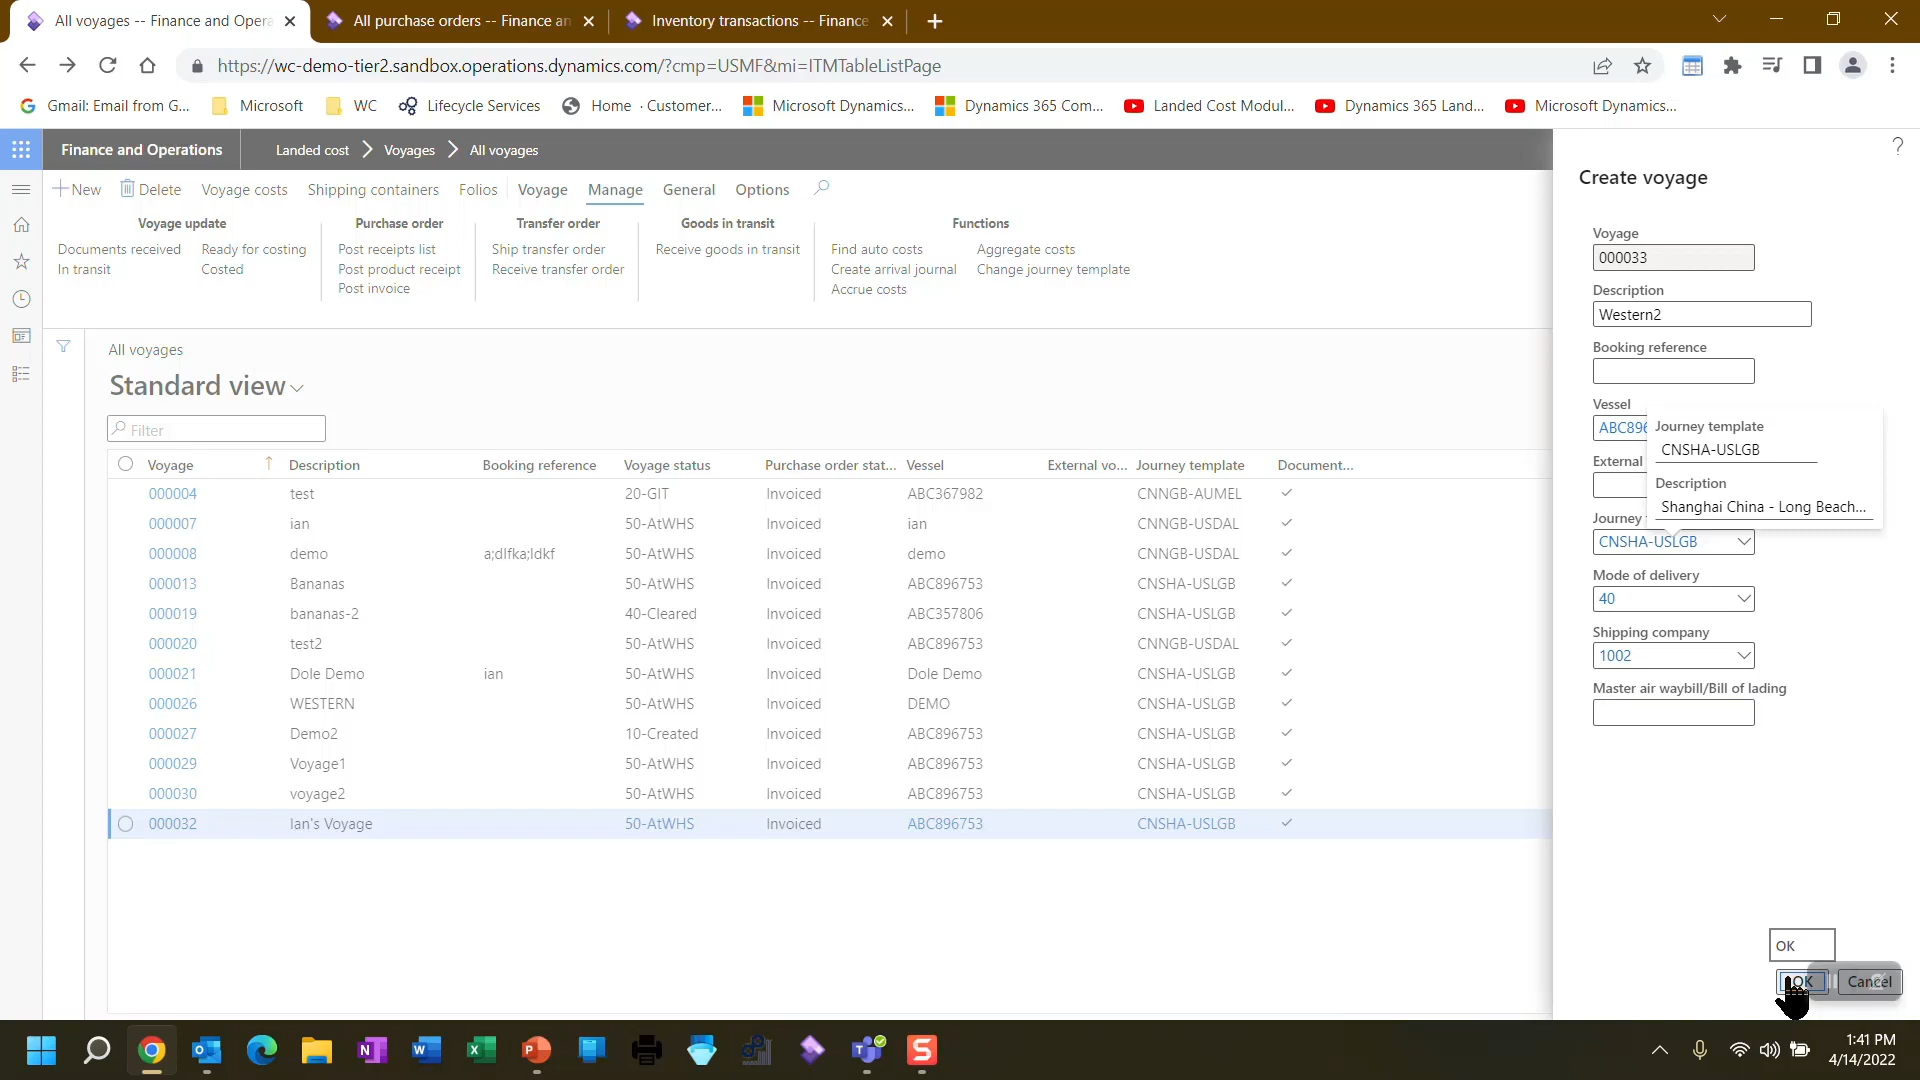 All voyages -- Finance and Opera
All purchase orders -- Finance an
Inventory transactions -- Finance
https://wc-demo-tier2.sandbox.operations.dynamics.com/?cmp=USMF&mi=ITMTableListPage
Gmail: Email from G...
Microsoft
WC
Lifecycle Services
Home · Customer...
Microsoft Dynamics...
Dynamics 365 Com...
Landed Cost Modul...
Dynamics 365 Land...
Microsoft Dynamics...
Finance and Operations
Landed cost > Voyages > All voyages
?
New
Delete
Voyage costs
Shipping containers
Folios
Voyage
Manage
General
Options
Voyage update
Documents received
Ready for costing
In transit
Costed
Purchase order
Post receipts list
Post product receipt
Post invoice
Transfer order
Ship transfer order
Receive transfer order
Goods in transit
Receive goods in transit
Functions
Find auto costs
Aggregate costs
Create arrival journal
Change journey template
Accrue costs
All voyages
Standard view
Filter
Voyage ↑ Description Booking reference Voyage status Purchase order stat... Vessel External vo... Journey template Document...
000004 test 20-GIT Invoiced ABC367982 CNNGB-AUMEL
000007 ian 50-AtWHS Invoiced ian CNNGB-USDAL
000008 demo a;dlfka;ldkf 50-AtWHS Invoiced demo CNNGB-USDAL
000013 Bananas 50-AtWHS Invoiced ABC896753 CNSHA-USLGB
000019 bananas-2 40-Cleared Invoiced ABC357806 CNSHA-USLGB
000020 test2 50-AtWHS Invoiced ABC896753 CNNGB-USDAL
000021 Dole Demo ian 50-AtWHS Invoiced Dole Demo CNSHA-USLGB
000026 WESTERN 50-AtWHS Invoiced DEMO CNSHA-USLGB
000027 Demo2 10-Created Invoiced ABC896753 CNSHA-USLGB
000029 Voyage1 50-AtWHS Invoiced ABC896753 CNSHA-USLGB
000030 voyage2 50-AtWHS Invoiced ABC896753 CNSHA-USLGB
000032 Ian's Voyage 50-AtWHS Invoiced ABC896753 CNSHA-USLGB
Create voyage
Voyage
000033
Description
Western2
Booking reference
Vessel
ABC896
External
Journey
CNSHA-USLGB
Journey template
CNSHA-USLGB
Description
Shanghai China - Long Beach...
Mode of delivery
40
Shipping company
1002
Master air waybill/Bill of lading
OK
OK
Cancel
1:41 PM
4/14/2022